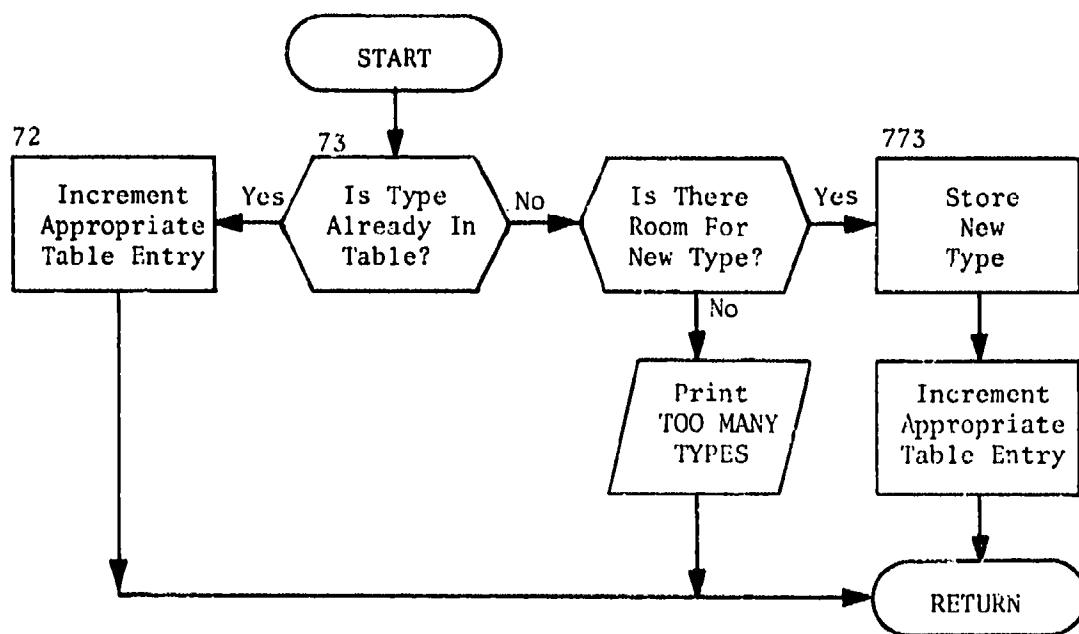 START
72
Increment
Appropriate
Table Entry
Yes
73
Is Type
Already In
Table?
No
Is There
Room For
New Type?
Yes
773
Store
New
Type
No
Print
TOO MANY
TYPES
Increment
Appropriate
Table Entry
RETURN